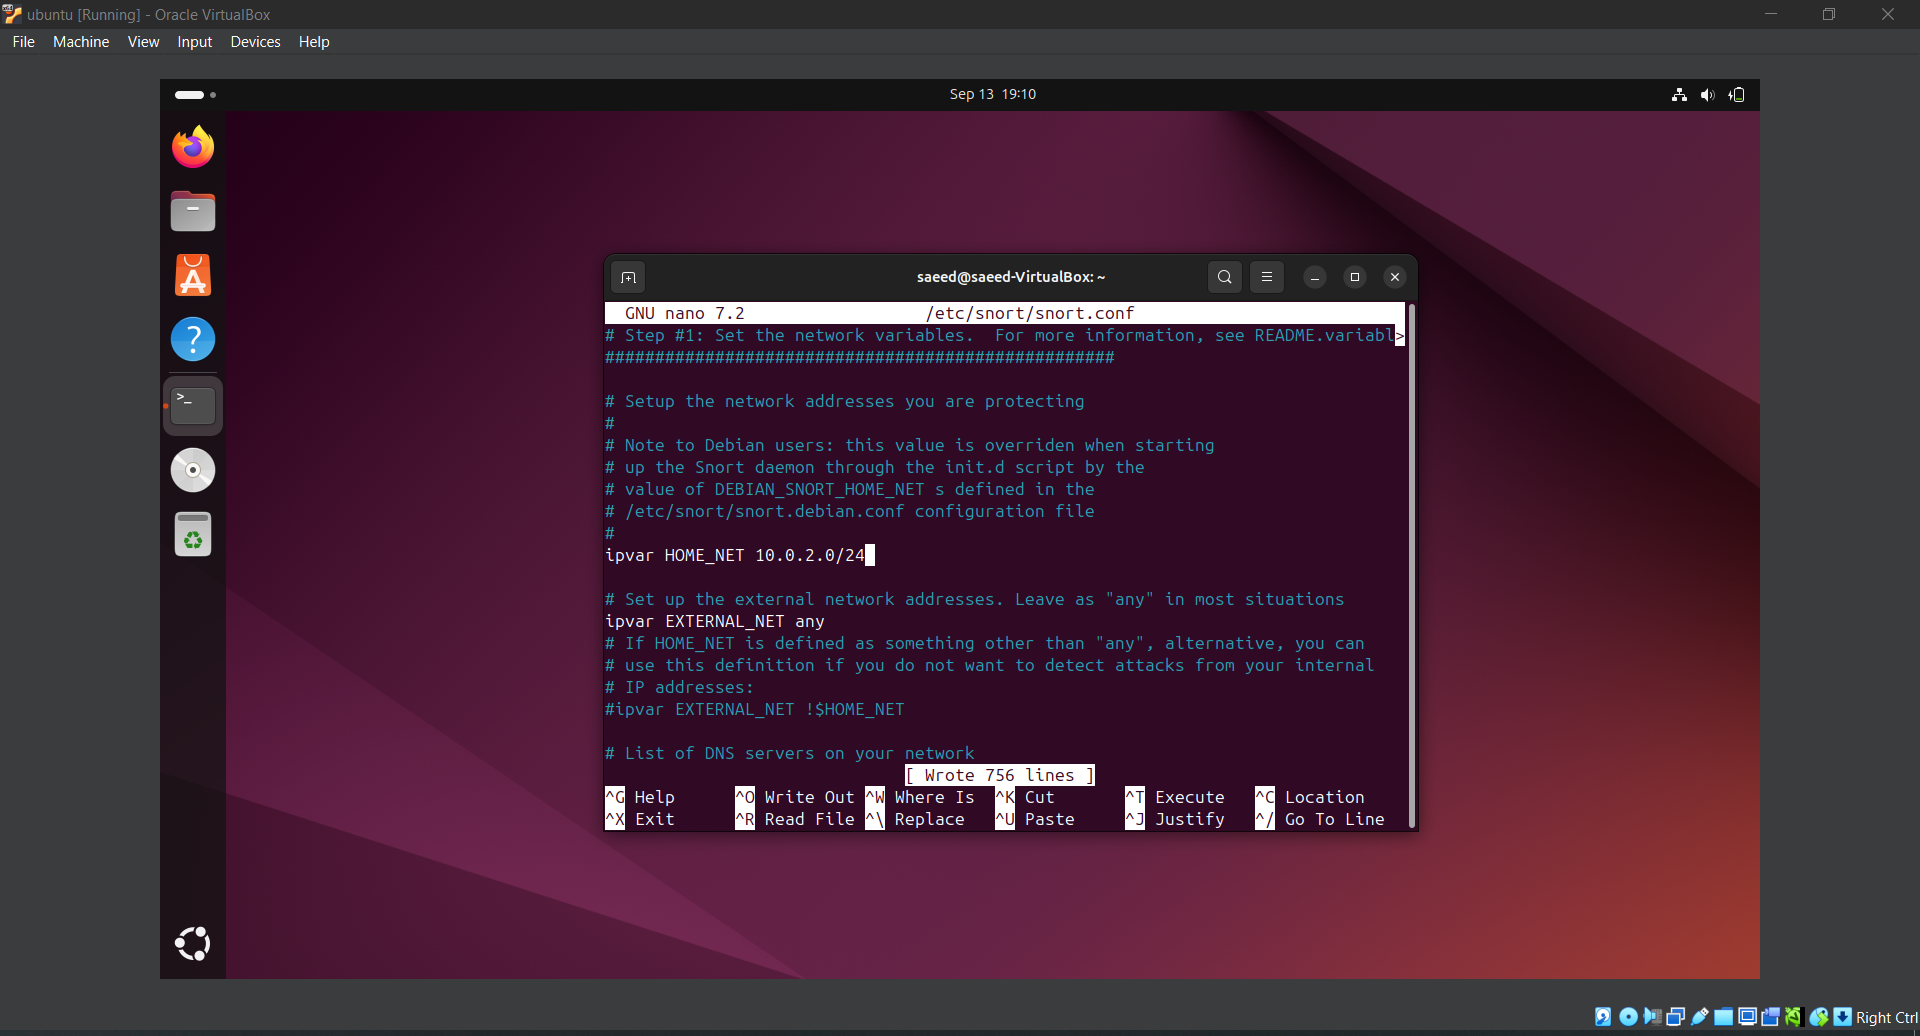 ubuntu [Running] - Oracle VirtualBox
File Machine View Input Devices Help
Sep 13 19:10
saeed@saeed-VirtualBox: ~
GNU nano 7.2 /etc/snort/snort.conf
# Step #1: Set the network variables.  For more information, see README.variabl>
###################################################
# Setup the network addresses you are protecting
#
# Note to Debian users: this value is overriden when starting
# up the Snort daemon through the init.d script by the
# value of DEBIAN_SNORT_HOME_NET s defined in the
# /etc/snort/snort.debian.conf configuration file
#
ipvar HOME_NET 10.0.2.0/24
# Set up the external network addresses. Leave as "any" in most situations
ipvar EXTERNAL_NET any
# If HOME_NET is defined as something other than "any", alternative, you can
# use this definition if you do not want to detect attacks from your internal
# IP addresses:
#ipvar EXTERNAL_NET !$HOME_NET
# List of DNS servers on your network
[ Wrote 756 lines ]
^G Help ^O Write Out ^W Where Is ^K Cut ^T Execute ^C Location
^X Exit ^R Read File ^\ Replace ^U Paste ^J Justify ^/ Go To Line
Right Ctrl